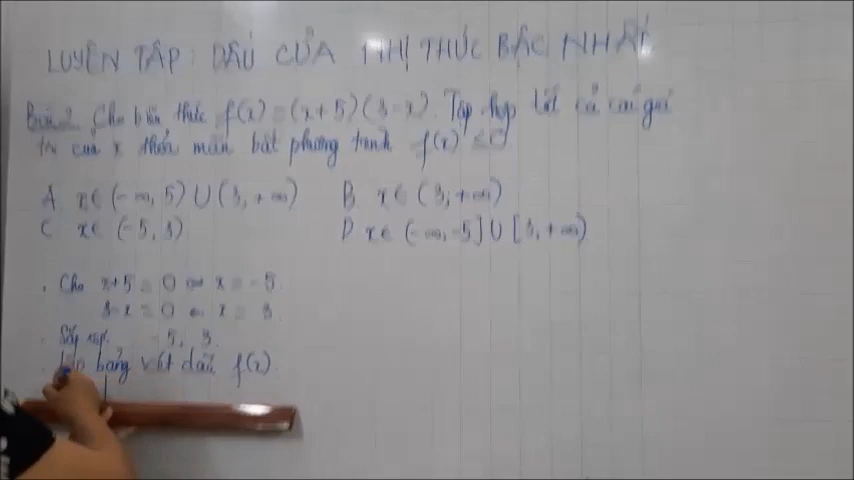 LUYỆN TẬP: DẤU CỦA NHỊ THỨC BẬC NHẤT
Bài 2 Cho biểu thức f(x) = (x+5)(3-x). Tập hợp tất cả các giá
trị của x thỏa mãn bất phương trình f(x) ≤ 0
A x∈(-∞, 5) ∪ (3, +∞)
B. x∈ (3; +∞)
C x∈ (-5, 3)
D x∈ (-∞, -5] ∪ [3, +∞)
. Cho x+5 = 0 ⇔ x = -5.
3-x = 0 ⇔ x = 3.
. Sắp xếp: -5; 3.
. Lập bảng xét dấu f(x).